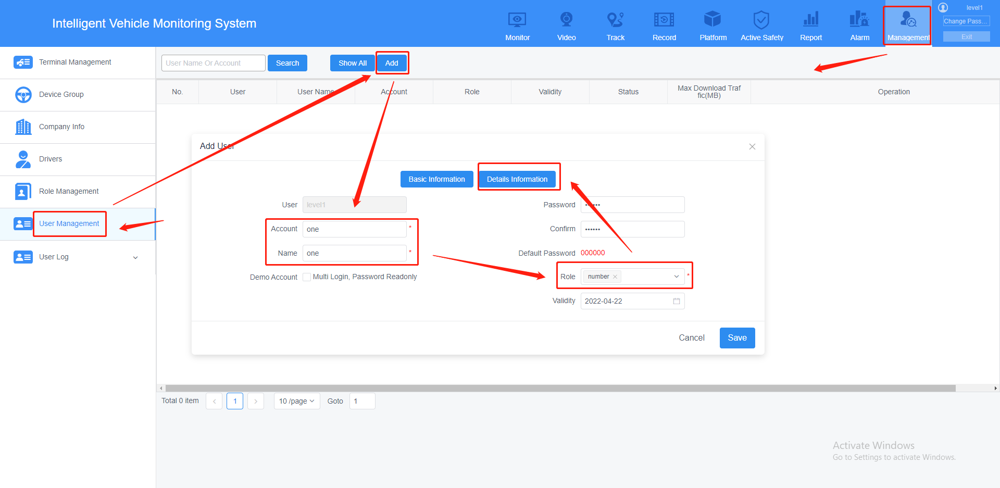 Intelligent Vehicle Monitoring System
Monitor
Video
Track
Record
Platform
Active Safety
Report
Alarm
Management
level1
Change Pass...
Exit
Terminal Management
Device Group
Company Info
Drivers
Role Management
User Management
User Log
User Name Or Account
Search
Show All
Add
No.
User
User Name
Account
Role
Validity
Status
Max Download Traf
fic(MB)
Operation
Add User
Basic Information
Details Information
User
level1
Account
one
*
Name
one
*
Demo Account
Multi Login, Password Readonly
Password
••••••
Confirm
••••••
Default Password
000000
Role
number
*
Validity
2022-04-22
Cancel
Save
Total 0 item
1
10 /page
Goto
1
Activate Windows
Go to Settings to activate Windows.